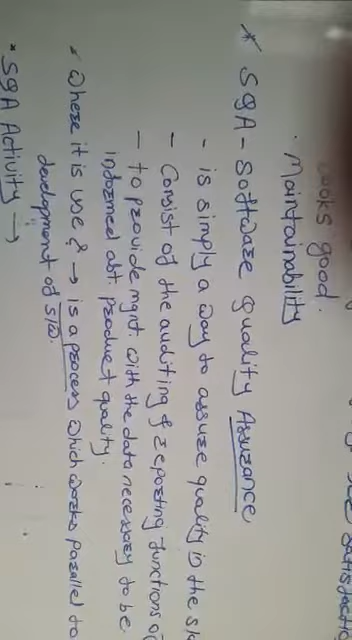 looks good.
· Maintainability
* SQA - Software Quality Assurance
- is simply a way to assure quality in the s/
- Consist of the auditing & reporting functions of
- to provide mgnt. with the data necessary to be
informed abt. product quality.
* Where it is use? → is a process which works parallel to
development of s/w.
* SQA Activity →